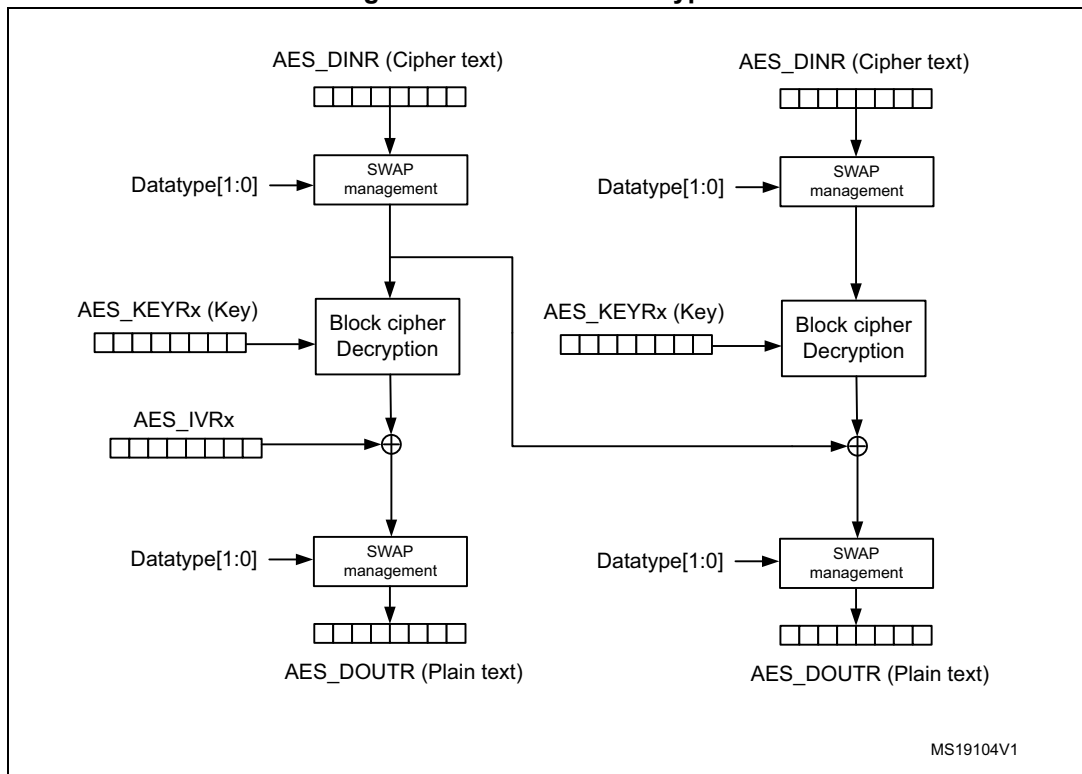 AES_DINR (Cipher text)
AES_DINR (Cipher text)
SWAP
management
Datatype[1:0]
SWAP
management
Datatype[1:0]
AES_KEYRx (Key)
Block cipher
Decryption
AES_KEYRx (Key)
Block cipher
Decryption
AES_IVRx
Datatype[1:0]
SWAP
management
Datatype[1:0]
SWAP
management
AES_DOUTR (Plain text)
AES_DOUTR (Plain text)
MS19104V1